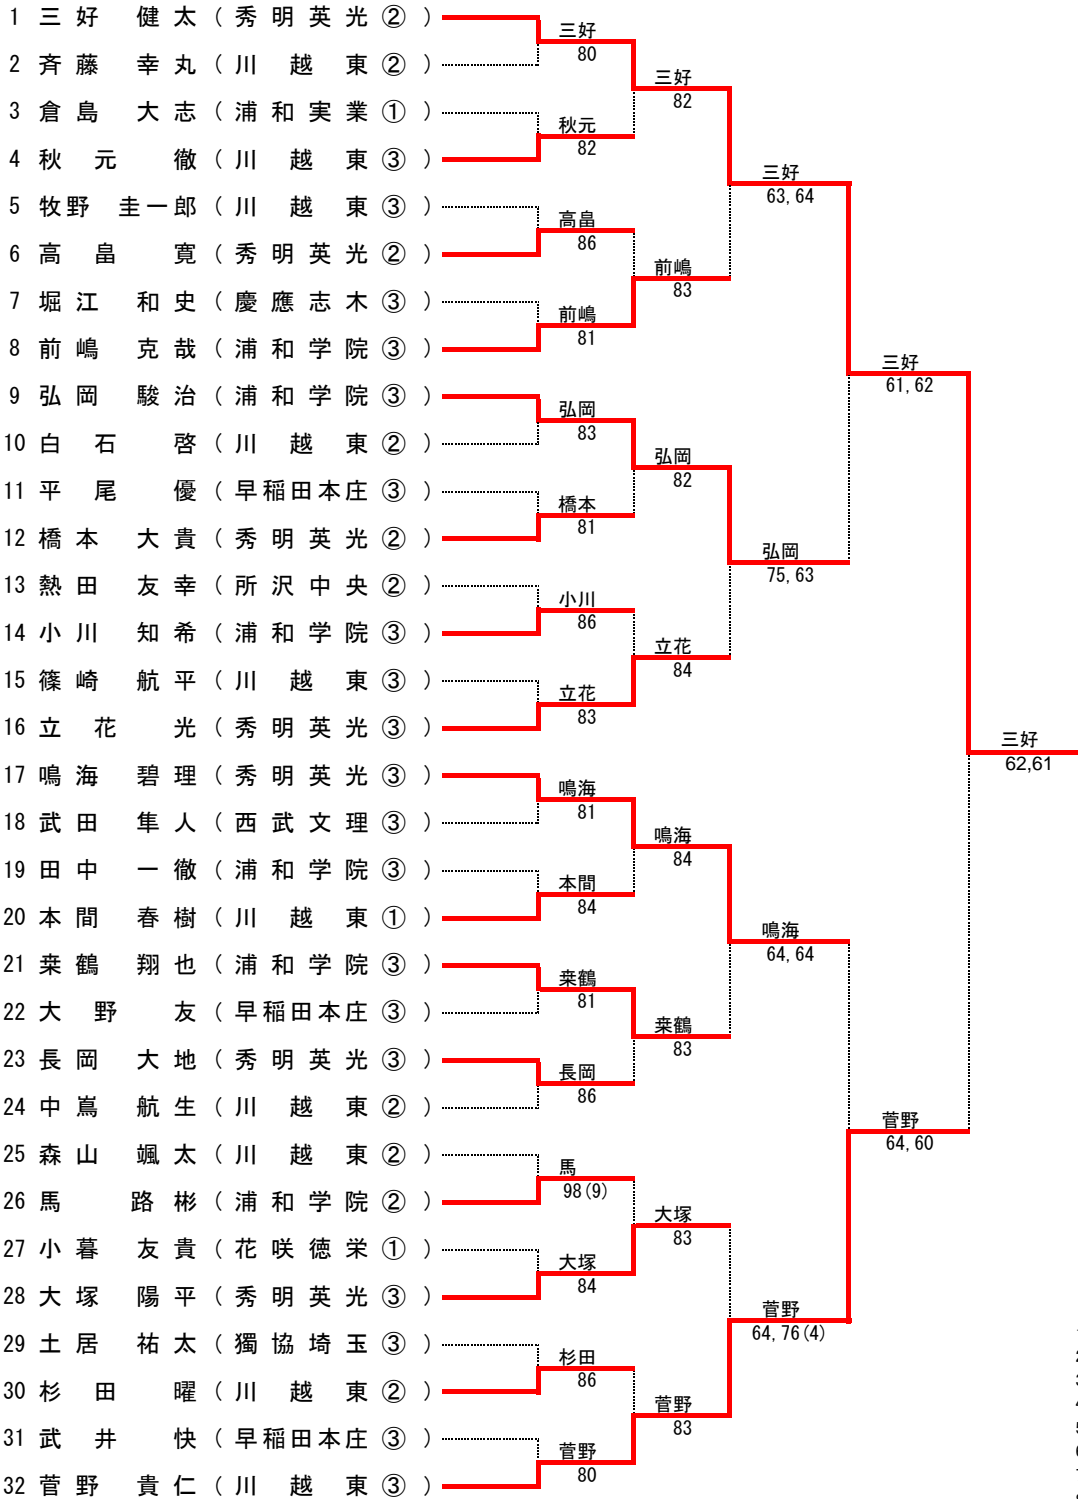 1 三好 健太 (秀明英光 ②)
2 斉藤 幸丸 (川越東 ②)
3 倉島 大志 (浦和実業 ①)
4 秋元 徹 (川越東 ③)
5 牧野 圭一郎 (川越東 ③)
6 高畠 寛 (秀明英光 ②)
7 堀江 和史 (慶應志木 ③)
8 前嶋 克哉 (浦和学院 ③)
9 弘岡 駿治 (浦和学院 ③)
10 白石 啓 (川越東 ②)
11 平尾 優 (早稲田本庄 ③)
12 橋本 大貴 (秀明英光 ②)
13 熱田 友幸 (所沢中央 ②)
14 小川 知希 (浦和学院 ③)
15 篠崎 航平 (川越東 ③)
16 立花 光 (秀明英光 ③)
17 鳴海 碧理 (秀明英光 ③)
18 武田 隼人 (西武文理 ③)
19 田中 一徹 (浦和学院 ③)
20 本間 春樹 (川越東 ①)
21 桒鶴 翔也 (浦和学院 ③)
22 大野 友 (早稲田本庄 ③)
23 長岡 大地 (秀明英光 ③)
24 中嶌 航生 (川越東 ②)
25 森山 颯太 (川越東 ②)
26 馬 路彬 (浦和学院 ②)
27 小暮 友貴 (花咲徳栄 ①)
28 大塚 陽平 (秀明英光 ③)
29 土居 祐太 (獨協埼玉 ③)
30 杉田 曜 (川越東 ②)
31 武井 快 (早稲田本庄 ③)
32 菅野 貴仁 (川越東 ③)
三好
80
秋元
82
高畠
86
前嶋
81
弘岡
83
橋本
81
小川
86
立花
83
鳴海
81
本間
84
桒鶴
81
長岡
86
馬
98(9)
大塚
84
杉田
86
菅野
80
三好
82
前嶋
83
弘岡
82
立花
84
鳴海
84
桒鶴
83
大塚
83
菅野
83
三好
63, 64
弘岡
75, 63
鳴海
64, 64
菅野
64, 76(4)
三好
61, 62
菅野
64, 60
三好
62,61